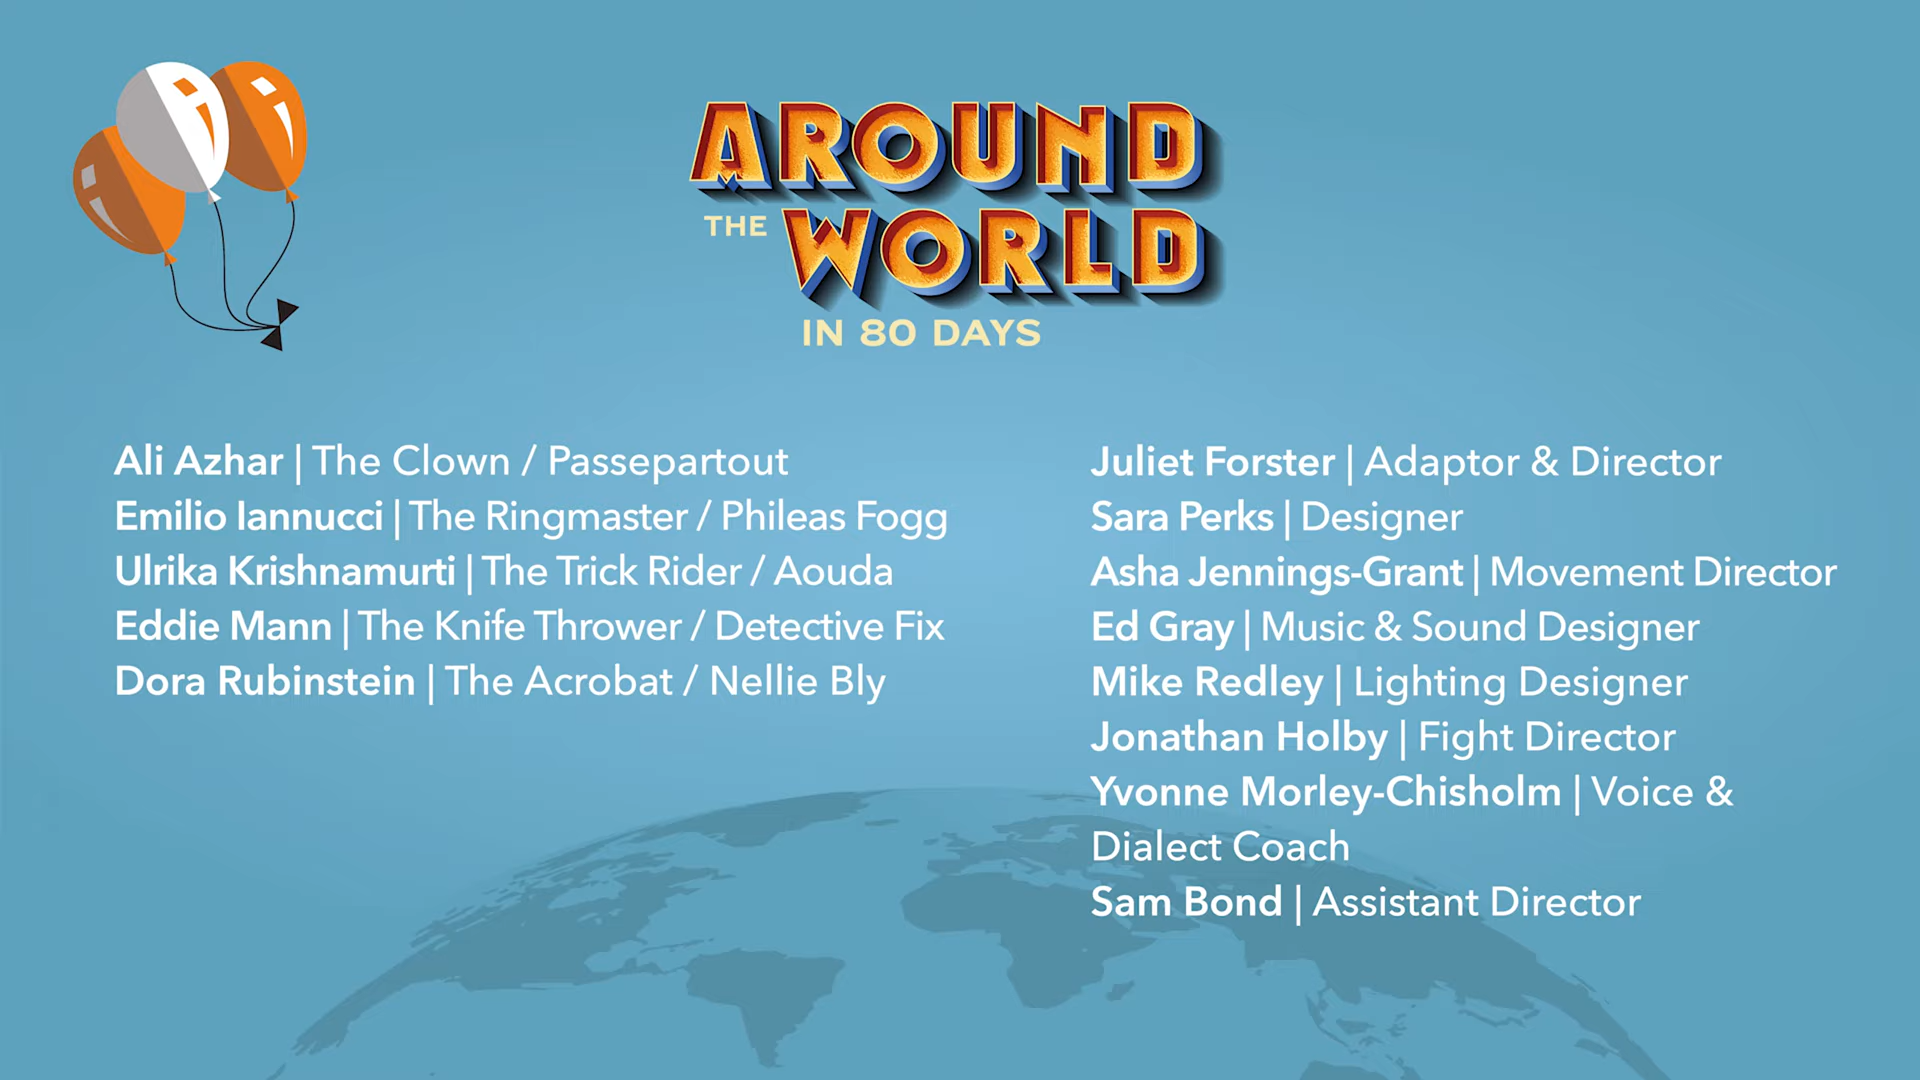 AROUND
THE WORLD
IN 80 DAYS
Ali Azhar | The Clown / Passepartout
Emilio Iannucci | The Ringmaster / Phileas Fogg
Ulrika Krishnamurti | The Trick Rider / Aouda
Eddie Mann | The Knife Thrower / Detective Fix
Dora Rubinstein | The Acrobat / Nellie Bly
Juliet Forster | Adaptor & Director
Sara Perks | Designer
Asha Jennings-Grant | Movement Director
Ed Gray | Music & Sound Designer
Mike Redley | Lighting Designer
Jonathan Holby | Fight Director
Yvonne Morley-Chisholm | Voice &
Dialect Coach
Sam Bond | Assistant Director